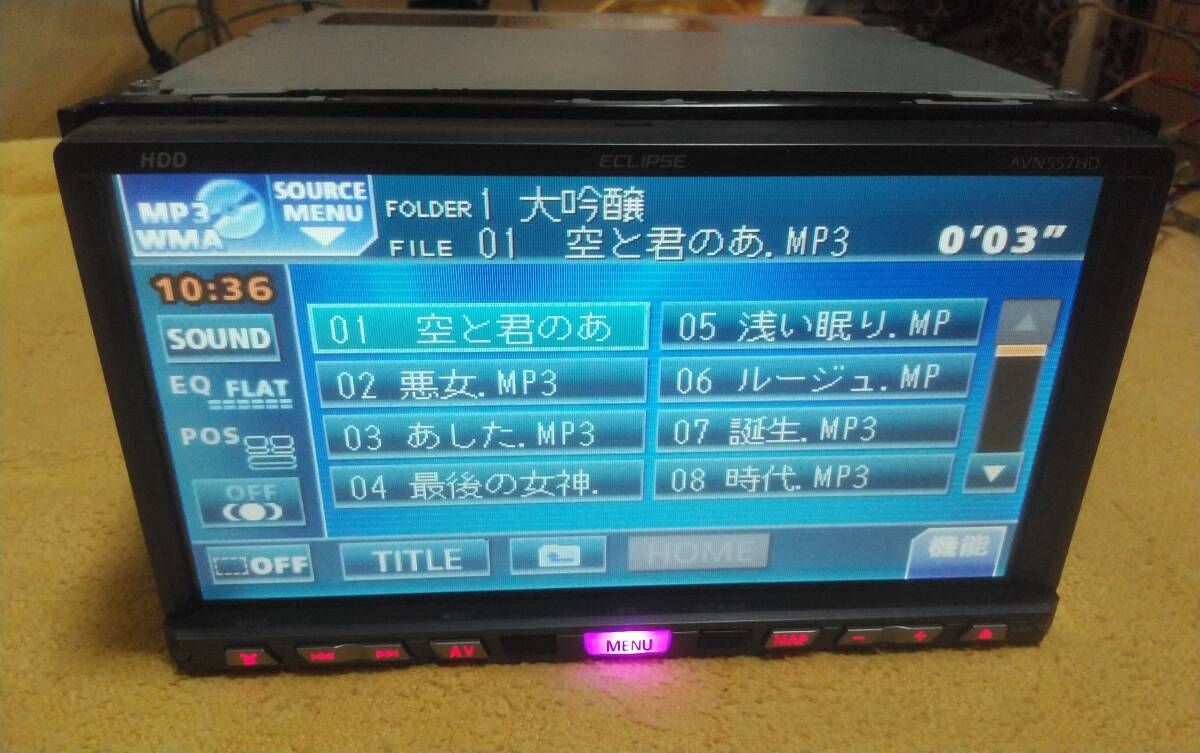 HDD ECLIPSE AVN557HD
MP3 WMA
SOURCE MENU
FOLDER 1 大吟醸
FILE 01 空と君のあ.MP3 0'03"
10:36
SOUND
EQ FLAT
POS
OFF
OFF
01 空と君のあ
02 悪女.MP3
03 あした.MP3
04 最後の女神.
05 浅い眠り.MP
06 ルージュ.MP
07 誕生.MP3
08 時代.MP3
TITLE
HOME
機能
AV
MENU
MAP
- +